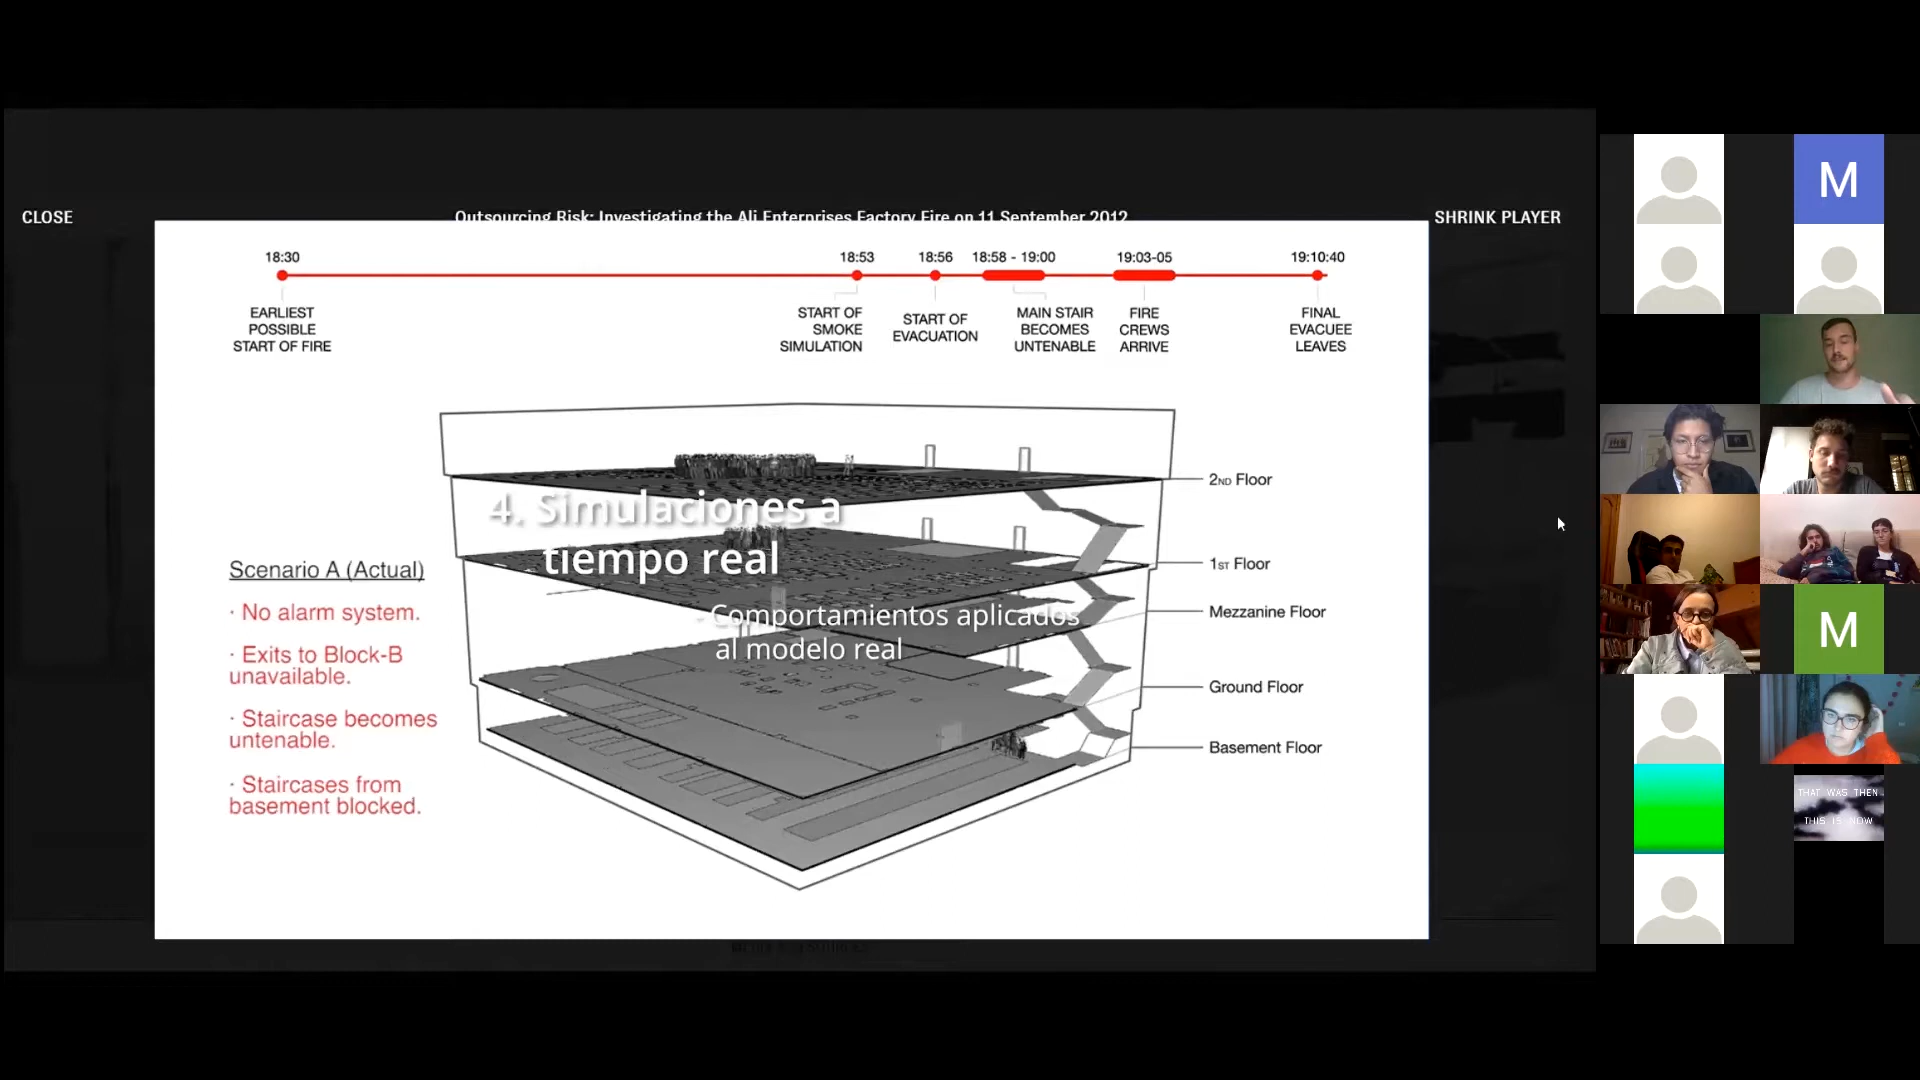 CLOSE
Outsourcing Risk: Investigating the Ali Enterprises Factory Fire on 11 September 2012
SHRINK PLAYER
18:30
18:53
18:56
18:58 - 19:00
19:03-05
19:10:40
EARLIEST
POSSIBLE
START OF FIRE
START OF
SMOKE
SIMULATION
START OF
EVACUATION
MAIN STAIR
BECOMES
UNTENABLE
FIRE
CREWS
ARRIVE
FINAL
EVACUEE
LEAVES
2ND Floor
4. Simulaciones a
tiempo real
1ST Floor
- Comportamientos aplicados
al modelo real
Mezzanine Floor
Ground Floor
Basement Floor
Scenario A (Actual)
· No alarm system.
· Exits to Block-B
unavailable.
· Staircase becomes
untenable.
· Staircases from
basement blocked.
M
M
THAT WAS THEN
THIS IS NOW